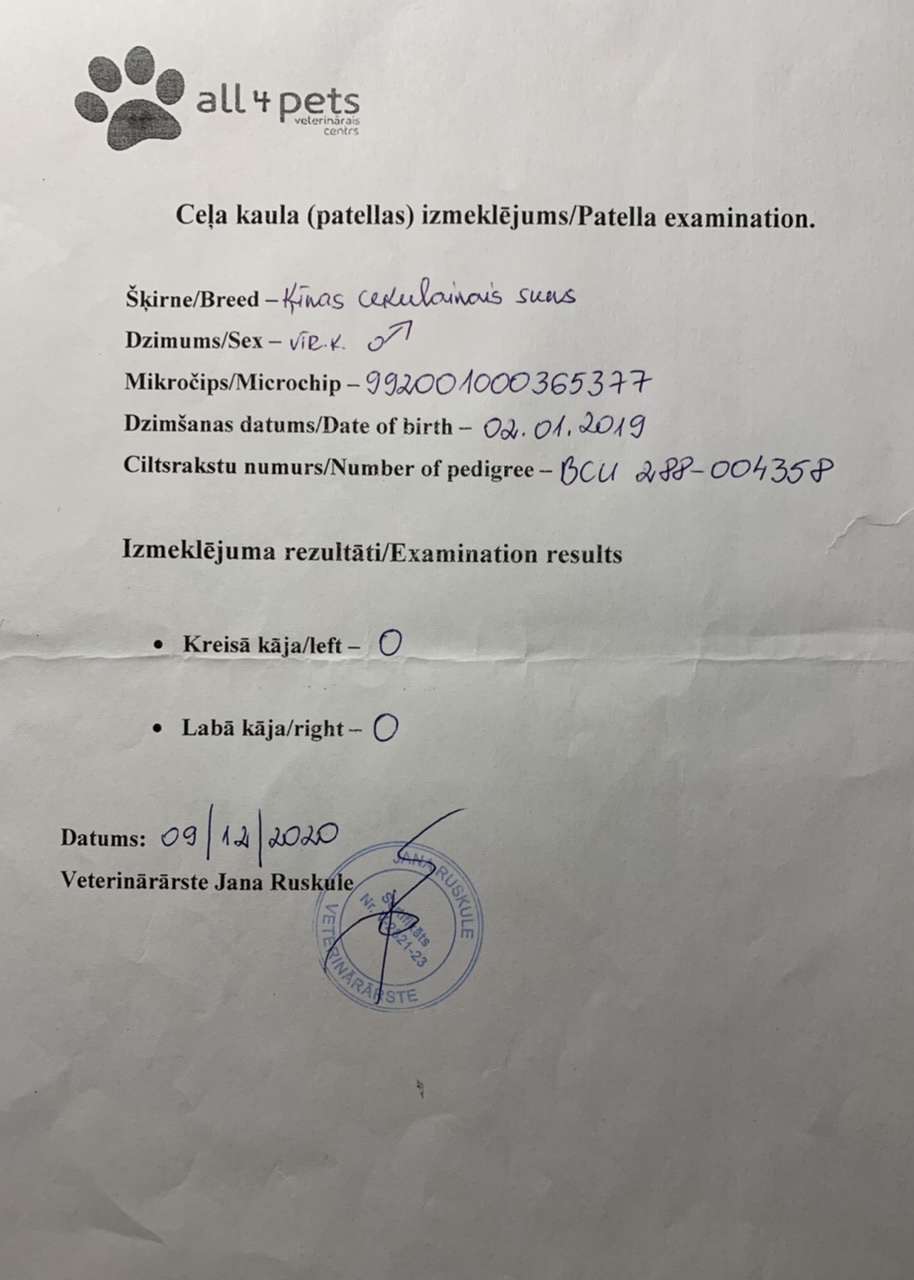 all 4 pets
veterinārais
centrs
Ceļa kaula (patellas) izmeklējums/Patella examination.
Šķirne/Breed – Ķīnas cekulainais suns
Dzimums/Sex – vīr.k. ♂
Mikročips/Microchip – 992001000365377
Dzimšanas datums/Date of birth – 02.01.2019
Ciltsrakstu numurs/Number of pedigree – BCU 288-004358
Izmeklējuma rezultāti/Examination results
• Kreisā kāja/left – 0
• Labā kāja/right – 0
Datums: 09/12/2020
Veterinārārste Jana Ruskule
JANA RUSKULE
VETERINĀRĀRSTE
Nr.